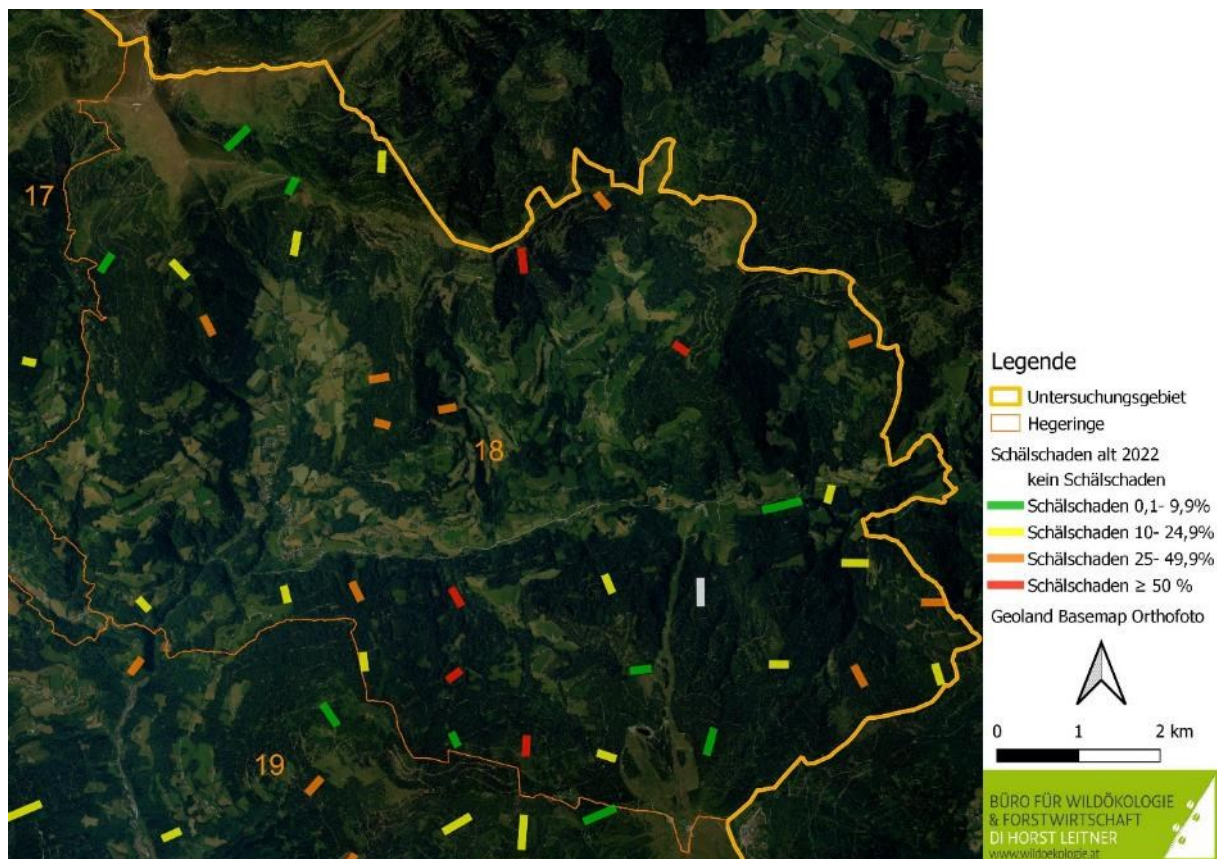 17
18
19
Legende
Untersuchungsgebiet
Hegeringe
Schälschaden alt 2022
kein Schälschaden
Schälschaden 0,1- 9,9%
Schälschaden 10- 24,9%
Schälschaden 25- 49,9%
Schälschaden ≥ 50 %
Geoland Basemap Orthofoto
0 1 2 km
BÜRO FÜR WILDÖKOLOGIE
& FORSTWIRTSCHAFT
DI HORST LEITNER
www.wildoekologie.at